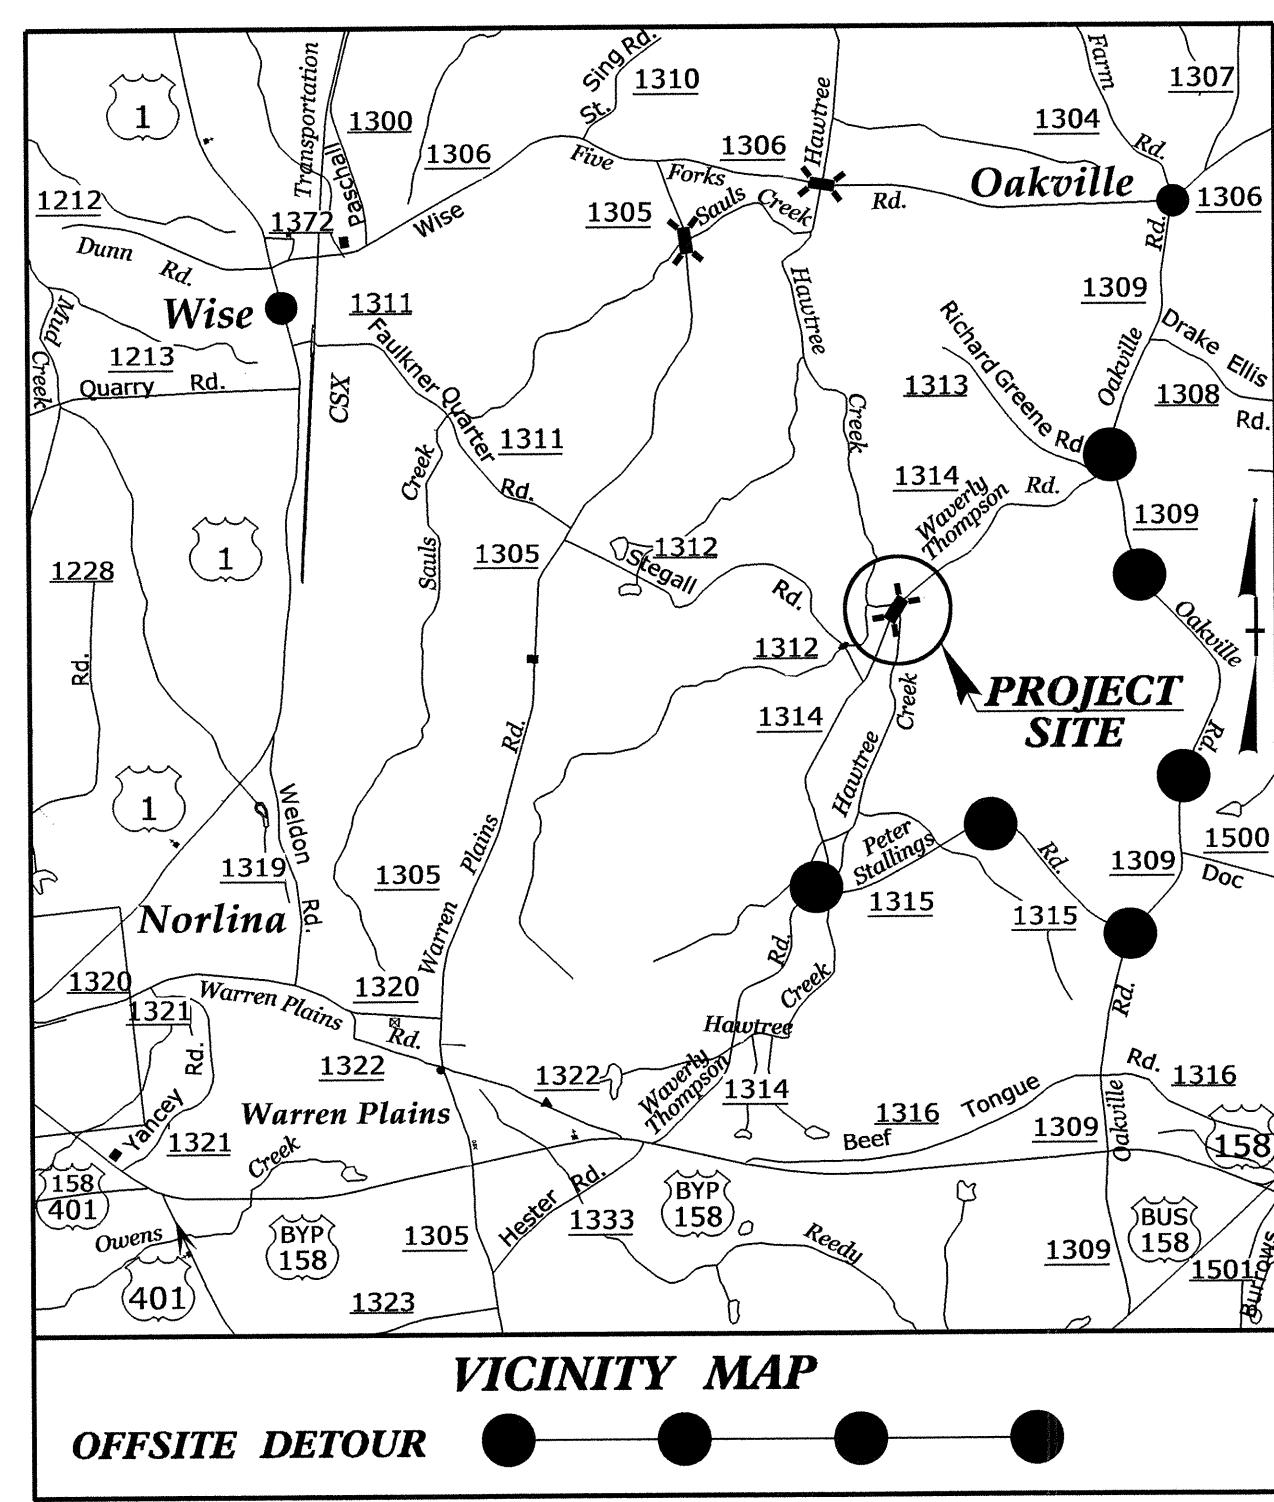 Sing Rd.
St.
1310
Farm
Rd.
1307
1304
1
Transportation
1300
Paschall
1306
Five
Forks
1306
Hawtree
Rd.
Oakville
1306
1212
1372
Wise
1305
Sauls
Creek
Dunn
Rd.
Rd.
1309
Wise
1311
Mud
Creek
1213
Quarry
Rd.
CSX
Faulkner
Quarter
1311
Rd.
Hawtree
Creek
Richard
Greene
Rd.
1313
Oakville
Drake
Ellis
1308
Rd.
Creek
Sauls
1314
Waverly
Thompson
Rd.
1309
1
1228
Rd.
1305
1312
Stegall
Rd.
1312
Oakville
Rd.
PROJECT
SITE
1314
Creek
Hawtree
1
Weldon
Rd.
1319
1305
Rd.
Plains
Warren
Peter
Stallings
Rd.
1315
1315
1309
1500
Doc
Norlina
1320
1321
Warren Plains
Rd.
1320
1322
Rd.
Creek
Hawtree
Rd.
1322
Waverly
Thompson
1314
Rd.
1316
Yancey
Rd.
1321
Warren Plains
Creek
1316
Beef
Tongue
Rd.
1309
Oakville
158
158
401
Owens
BYP
158
401
1305
1323
Hester
Rd.
1333
BYP
158
Reedy
1309
BUS
158
1501
Burrows
VICINITY MAP
OFFSITE DETOUR